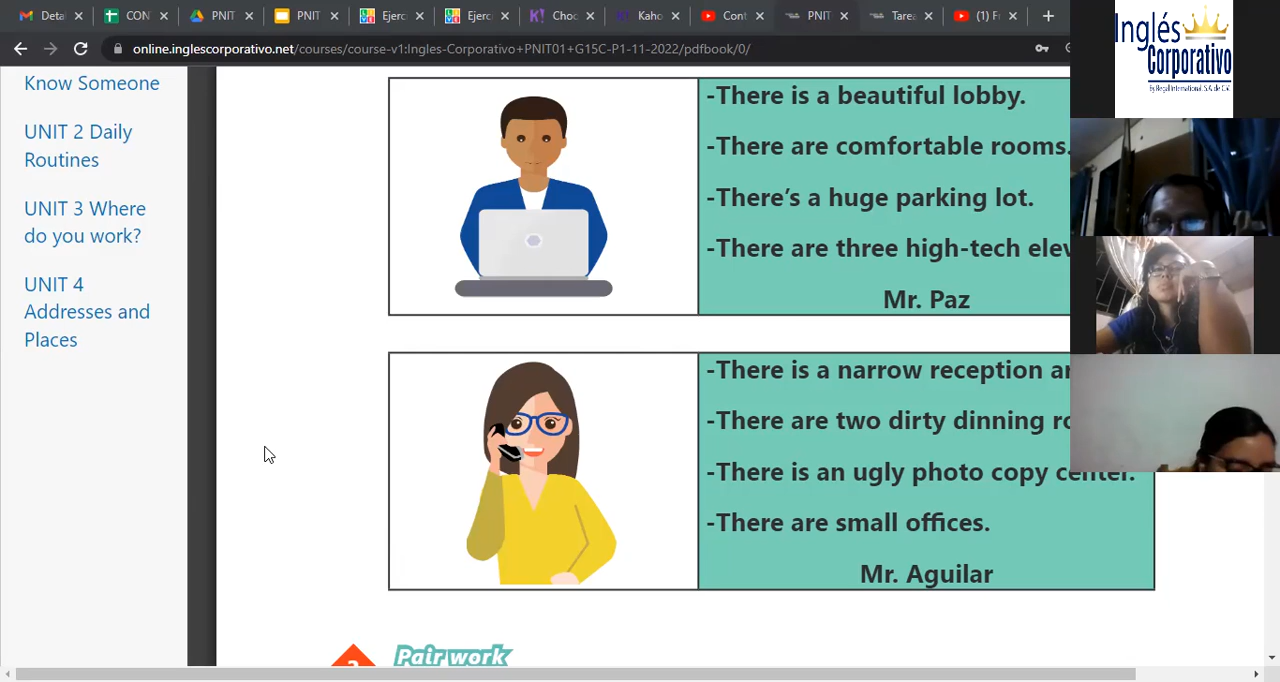 Detal
CON
PNIT
PNIT
Ejerc
Ejerc
Choc
Kaho
Cont
PNIT
Tarea
(1) Fr
online.inglescorporativo.net/courses/course-v1:Ingles-Corporativo+PNIT01+G15C-P1-11-2022/pdfbook/0/
Inglés
Corporativo
Know Someone
UNIT 2 Daily
Routines
UNIT 3 Where
do you work?
UNIT 4
Addresses and
Places
-There is a beautiful lobby.
-There are comfortable rooms.
-There's a huge parking lot.
-There are three high-tech elev
Mr. Paz
-There is a narrow reception ar
-There are two dirty dinning ro
-There is an ugly photo copy center.
-There are small offices.
Mr. Aguilar
Pair work